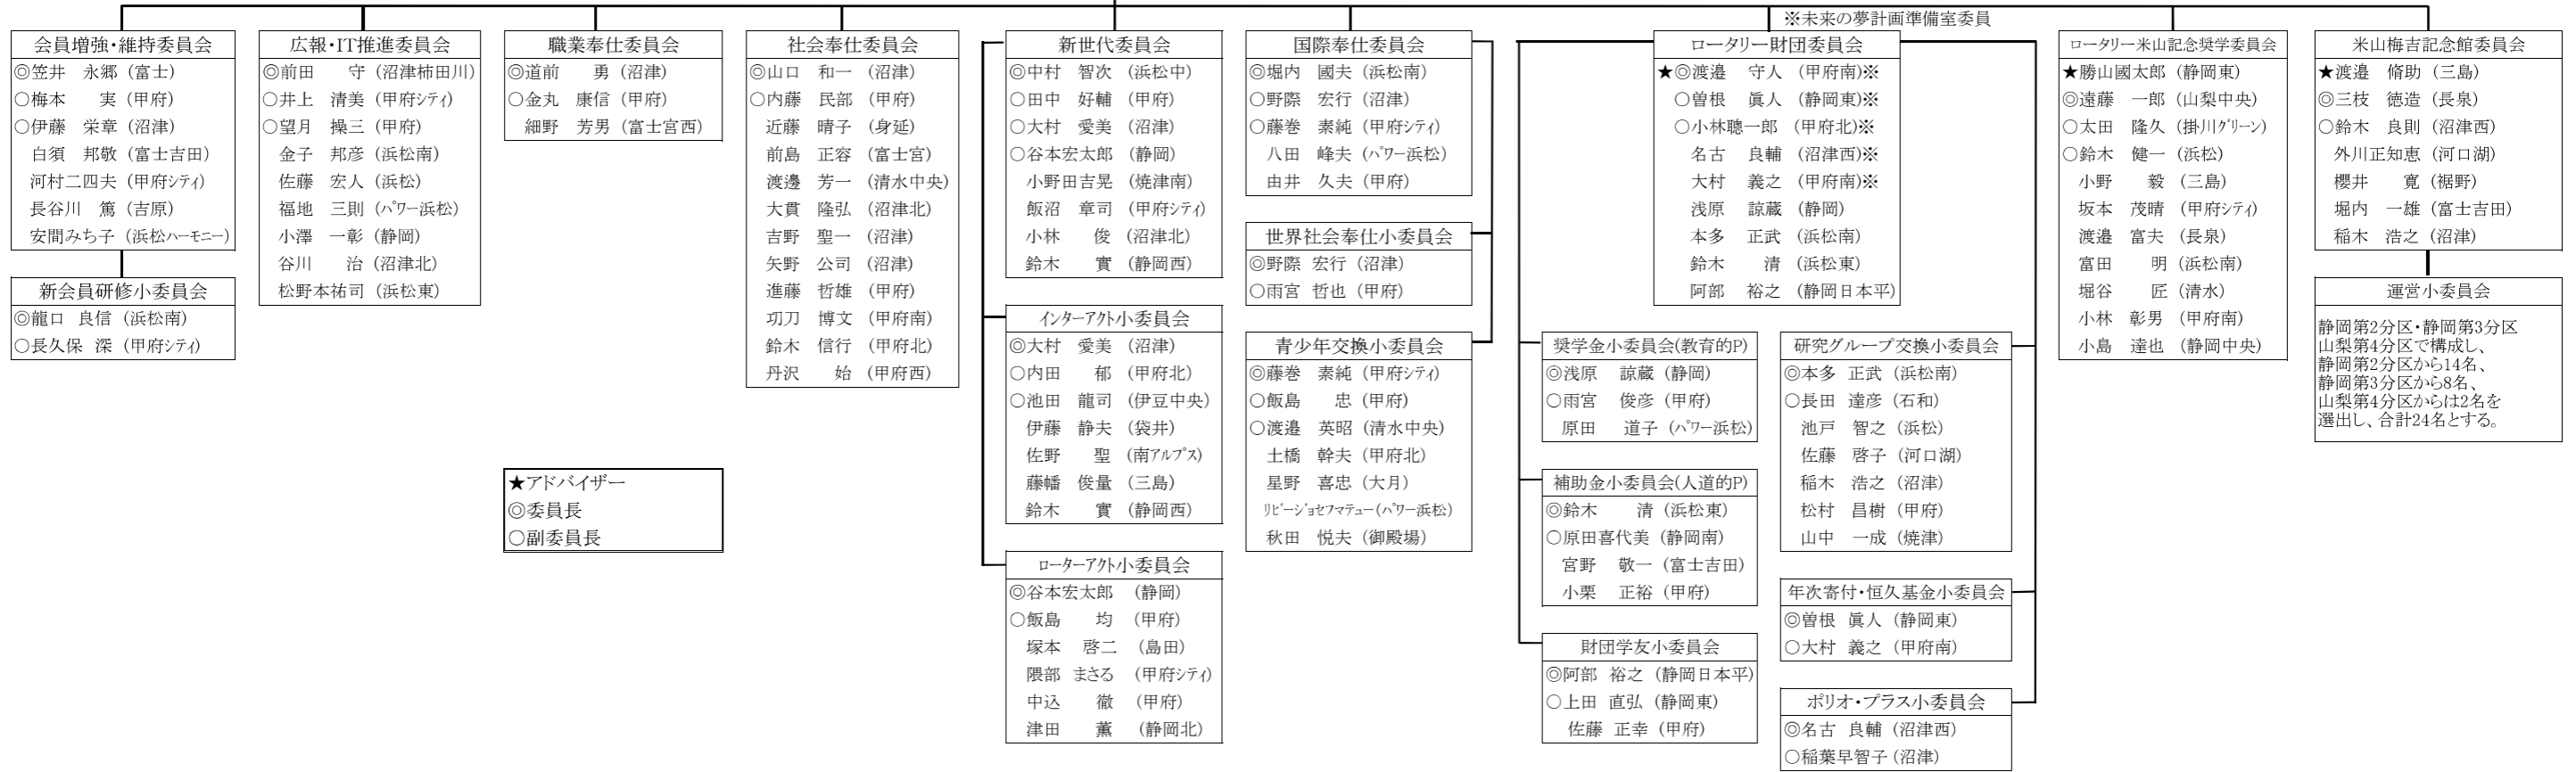 ※未来の夢計画準備室委員
会員増強・維持委員会
◎笠井 永郷 (富士)
○梅本 実 (甲府)
○伊藤 栄章 (沼津)
白須 邦敬 (富士吉田)
河村二四夫 (甲府シティ)
長谷川 篤 (吉原)
安間みち子 (浜松ハーモニー)
新会員研修小委員会
◎龍口 良信 (浜松南)
○長久保 深 (甲府シティ)
広報・IT推進委員会
◎前田 守 (沼津柿田川)
○井上 清美 (甲府シティ)
○望月 操三 (甲府)
金子 邦彦 (浜松南)
佐藤 宏人 (浜松)
福地 三則 (パワー浜松)
小澤 一彰 (静岡)
谷川 治 (沼津北)
松野本祐司 (浜松東)
職業奉仕委員会
◎道前 勇 (沼津)
○金丸 康信 (甲府)
細野 芳男 (富士宮西)
★アドバイザー
◎委員長
○副委員長
社会奉仕委員会
◎山口 和一 (沼津)
○内藤 民部 (甲府)
近藤 晴子 (身延)
前島 正容 (富士宮)
渡邊 芳一 (清水中央)
大貫 隆弘 (沼津北)
吉野 聖一 (沼津)
矢野 公司 (沼津)
進藤 哲雄 (甲府)
功刀 博文 (甲府南)
鈴木 信行 (甲府北)
丹沢 始 (甲府西)
新世代委員会
◎中村 智次 (浜松中)
○田中 好輔 (甲府)
○大村 愛美 (沼津)
○谷本宏太郎 (静岡)
小野田吉晃 (焼津南)
飯沼 章司 (甲府シティ)
小林 俊 (沼津北)
鈴木 實 (静岡西)
インターアクト小委員会
◎大村 愛美 (沼津)
○内田 郁 (甲府北)
○池田 龍司 (伊豆中央)
伊藤 静夫 (袋井)
佐野 聖 (南アルプス)
藤幡 俊量 (三島)
鈴木 實 (静岡西)
ローターアクト小委員会
◎谷本宏太郎 (静岡)
○飯島 均 (甲府)
塚本 啓二 (島田)
隈部 まさる (甲府シティ)
中込 徹 (甲府)
津田 薫 (静岡北)
国際奉仕委員会
◎堀内 國夫 (浜松南)
○野際 宏行 (沼津)
○藤巻 素純 (甲府シティ)
八田 峰夫 (パワー浜松)
由井 久夫 (甲府)
世界社会奉仕小委員会
◎野際 宏行 (沼津)
○雨宮 哲也 (甲府)
青少年交換小委員会
◎藤巻 素純 (甲府シティ)
○飯島 忠 (甲府)
○渡邉 英昭 (清水中央)
土橋 幹夫 (甲府北)
星野 喜忠 (大月)
リビージョセフマテュー(パワー浜松)
秋田 悦夫 (御殿場)
ロータリー財団委員会
★◎渡邉 守人 (甲府南)※
○曽根 眞人 (静岡東)※
○小林聰一郎 (甲府北)※
名古 良輔 (沼津西)※
大村 義之 (甲府南)※
浅原 諒蔵 (静岡)
本多 正武 (浜松南)
鈴木 清 (浜松東)
阿部 裕之 (静岡日本平)
奨学金小委員会(教育的P)
◎浅原 諒蔵 (静岡)
○雨宮 俊彦 (甲府)
原田 道子 (パワー浜松)
補助金小委員会(人道的P)
◎鈴木 清 (浜松東)
○原田喜代美 (静岡南)
宮野 敬一 (富士吉田)
小栗 正裕 (甲府)
財団学友小委員会
◎阿部 裕之 (静岡日本平)
○上田 直弘 (静岡東)
佐藤 正幸 (甲府)
研究グループ交換小委員会
◎本多 正武 (浜松南)
○長田 達彦 (石和)
池戸 智之 (浜松)
佐藤 啓子 (河口湖)
稲木 浩之 (沼津)
松村 昌樹 (甲府)
山中 一成 (焼津)
年次寄付・恒久基金小委員会
◎曽根 眞人 (静岡東)
○大村 義之 (甲府南)
ポリオ・プラス小委員会
◎名古 良輔 (沼津西)
○稲葉早智子 (沼津)
ロータリー米山記念奨学委員会
★勝山國太郎 (静岡東)
◎遠藤 一郎 (山梨中央)
○太田 隆久 (掛川グリーン)
○鈴木 健一 (浜松)
小野 毅 (三島)
坂本 茂晴 (甲府シティ)
渡邉 富夫 (長泉)
富田 明 (浜松南)
堀谷 匠 (清水)
小林 彰男 (甲府南)
小島 達也 (静岡中央)
米山梅吉記念館委員会
★渡邉 脩助 (三島)
◎三枝 徳造 (長泉)
○鈴木 良則 (沼津西)
外川正知恵 (河口湖)
櫻井 寛 (裾野)
堀内 一雄 (富士吉田)
稲木 浩之 (沼津)
運営小委員会
静岡第2分区・静岡第3分区
山梨第4分区で構成し、
静岡第2分区から14名、
静岡第3分区から8名、
山梨第4分区からは2名を
選出し、合計24名とする。